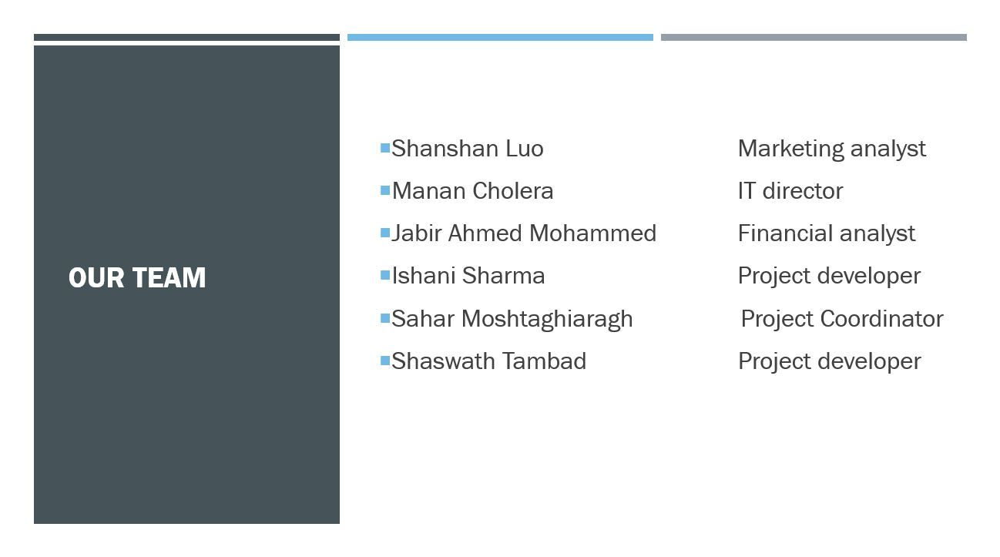 OUR TEAM
Shanshan Luo Marketing analyst
Manan Cholera IT director
Jabir Ahmed Mohammed Financial analyst
Ishani Sharma Project developer
Sahar Moshtaghiaragh Project Coordinator
Shaswath Tambad Project developer